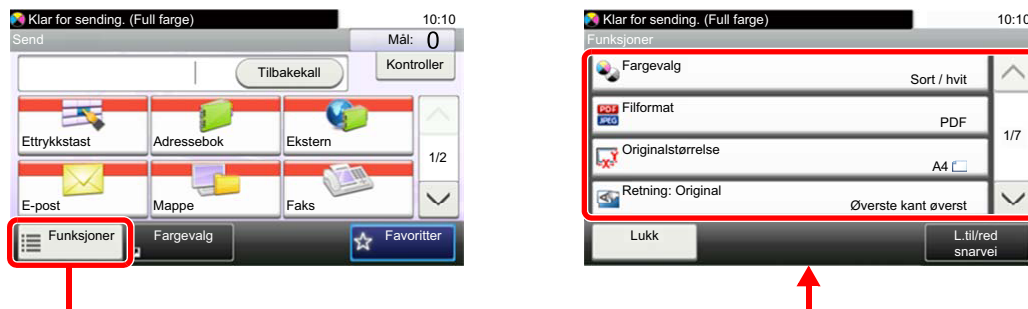 Klar for sending. (Full farge)
10:10
Send
Mål: 0
Tilbakekall
Kontroller
Ettrykkstast
Adressebok
Ekstern
1/2
E-post
Mappe
Faks
Funksjoner
Fargevalg
Favoritter
Klar for sending. (Full farge)
10:10
Funksjoner
Fargevalg
Sort / hvit
PDF
JPEG
Filformat
PDF
1/7
Originalstørrelse
A4
Retning: Original
Øverste kant øverst
Lukk
L.til/red
snarvei